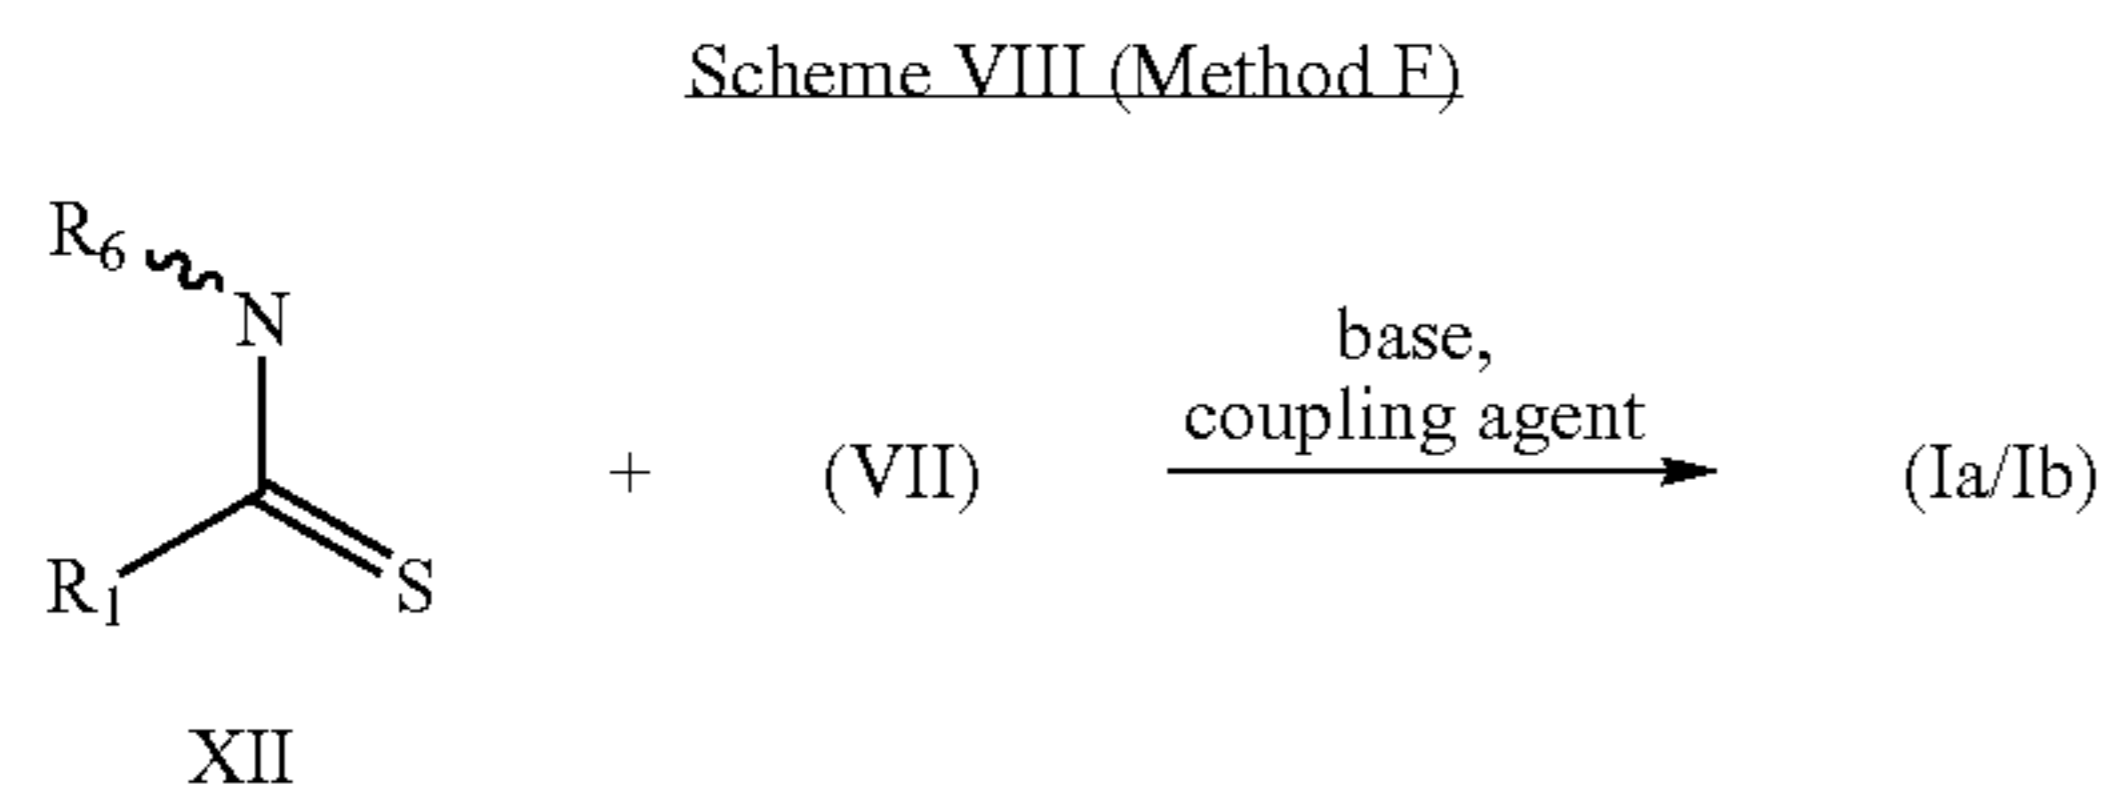 Scheme VIII (Method F)
R6
N
base,
coupling agent
+ (VII) (Ia/Ib)
R1 S
XII